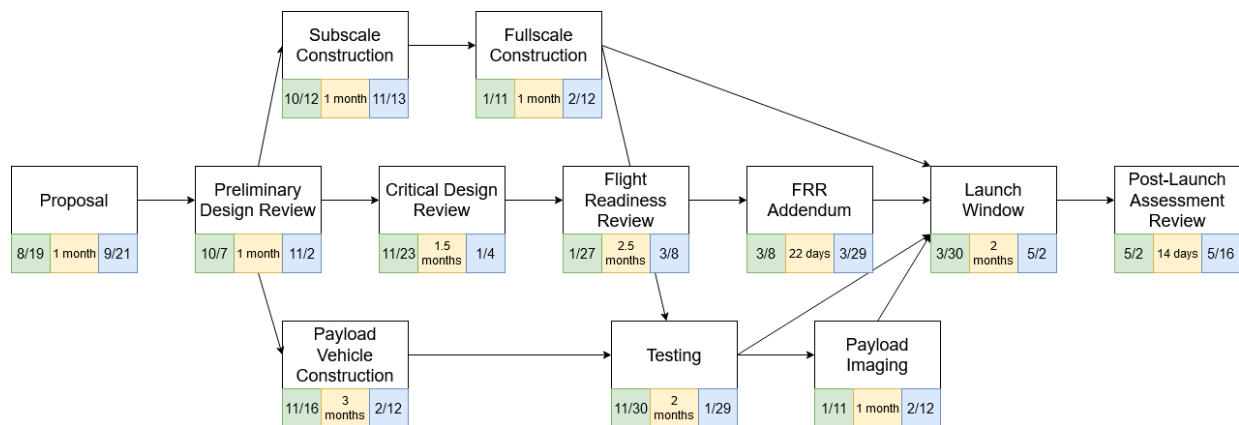 Subscale
Construction
10/12 1 month 11/13
Fullscale
Construction
1/11 1 month 2/12
Proposal
8/19 1 month 9/21
Preliminary
Design Review
10/7 1 month 11/2
Critical Design
Review
11/23 1.5
months 1/4
Flight
Readiness
Review
1/27 2.5
months 3/8
FRR
Addendum
3/8 22 days 3/29
Launch
Window
3/30 2
months 5/2
Post-Launch
Assessment
Review
5/2 14 days 5/16
Payload
Vehicle
Construction
11/16 3
months 2/12
Testing
11/30 2
months 1/29
Payload
Imaging
1/11 1 month 2/12